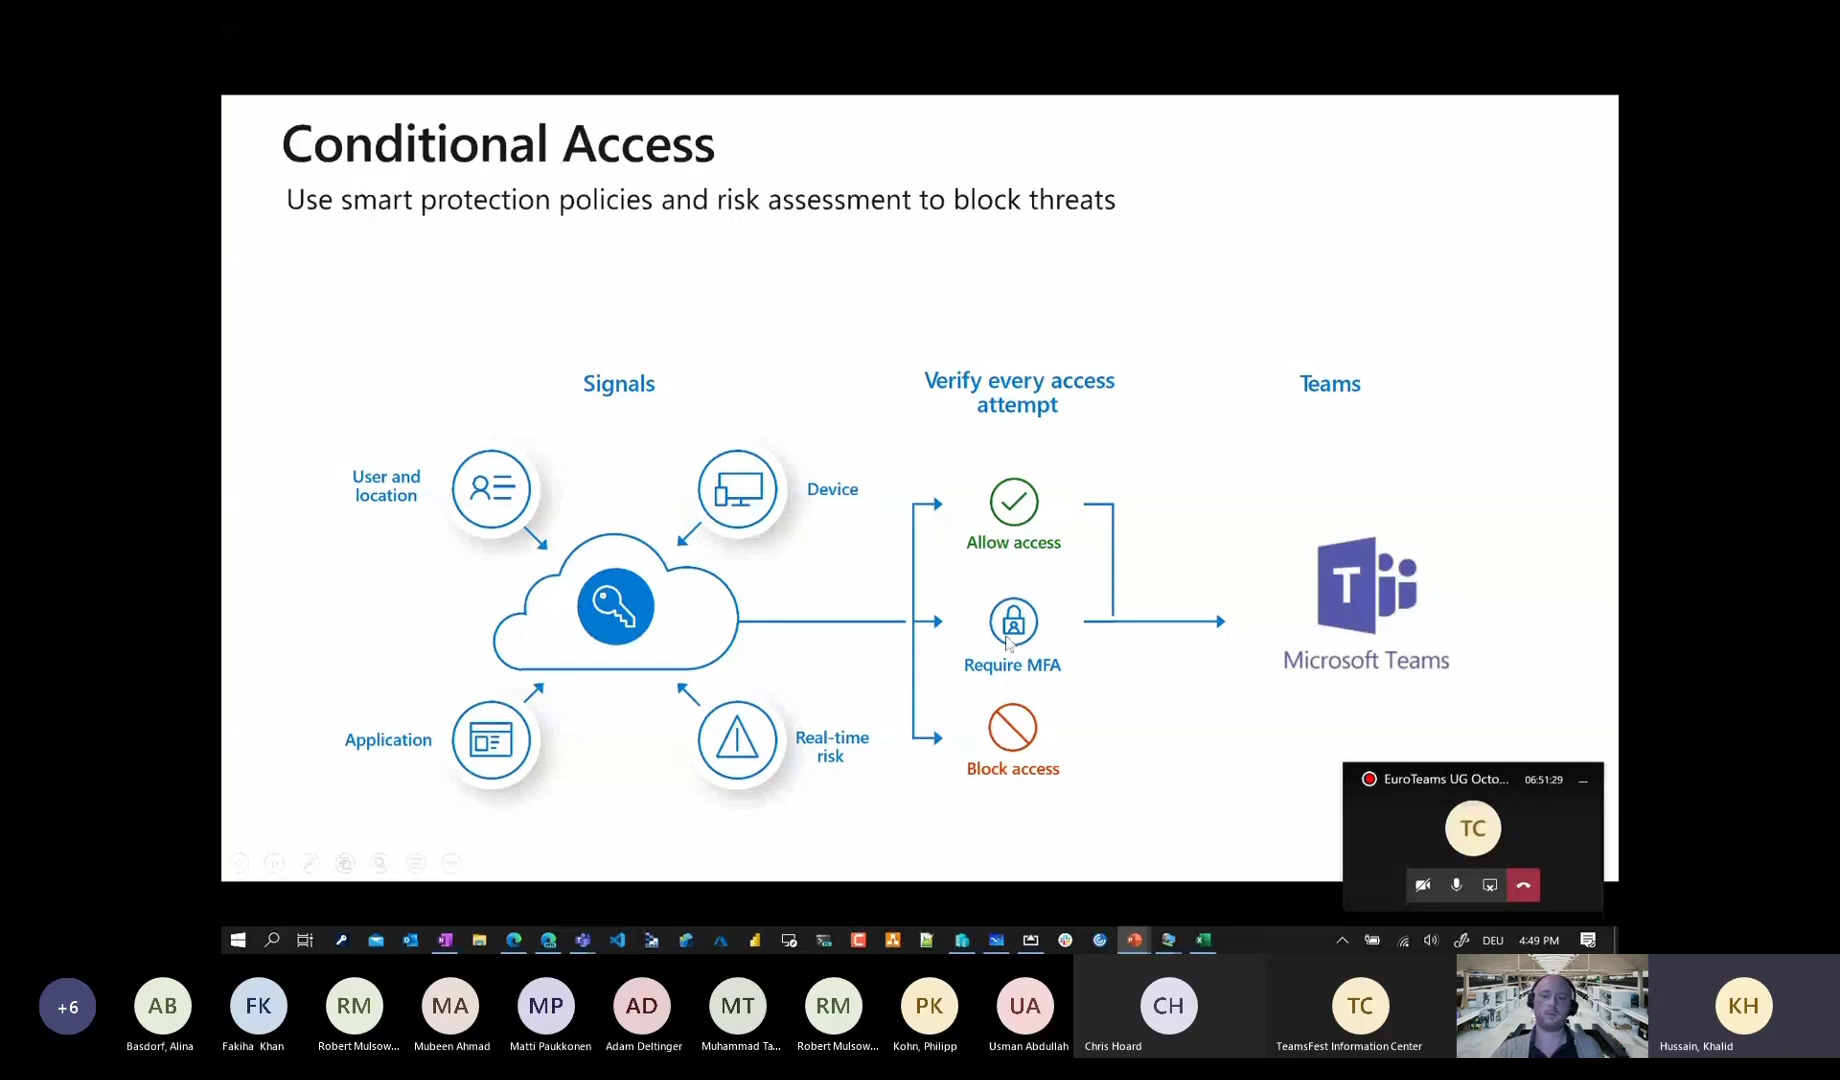 Conditional Access
Use smart protection policies and risk assessment to block threats
Signals
Verify every access
attempt
Teams
User and
location
Device
Allow access
T
Microsoft Teams
Require MFA
Application
Real-time
risk
Block access
EuroTeams UG Octo...
06:51:29
TC
DEU
4:49 PM
+6
AB
FK
RM
MA
MP
AD
MT
RM
PK
UA
CH
TC
KH
Basdorf, Alina
Fakiha Khan
Robert Mulsow...
Mubeen Ahmad
Matti Paukkonen
Adam Deltinger
Muhammad Ta...
Robert Mulsow...
Kohn, Philipp
Usman Abdullah
Chris Hoard
TeamsFest Information Center
Hussain, Khalid